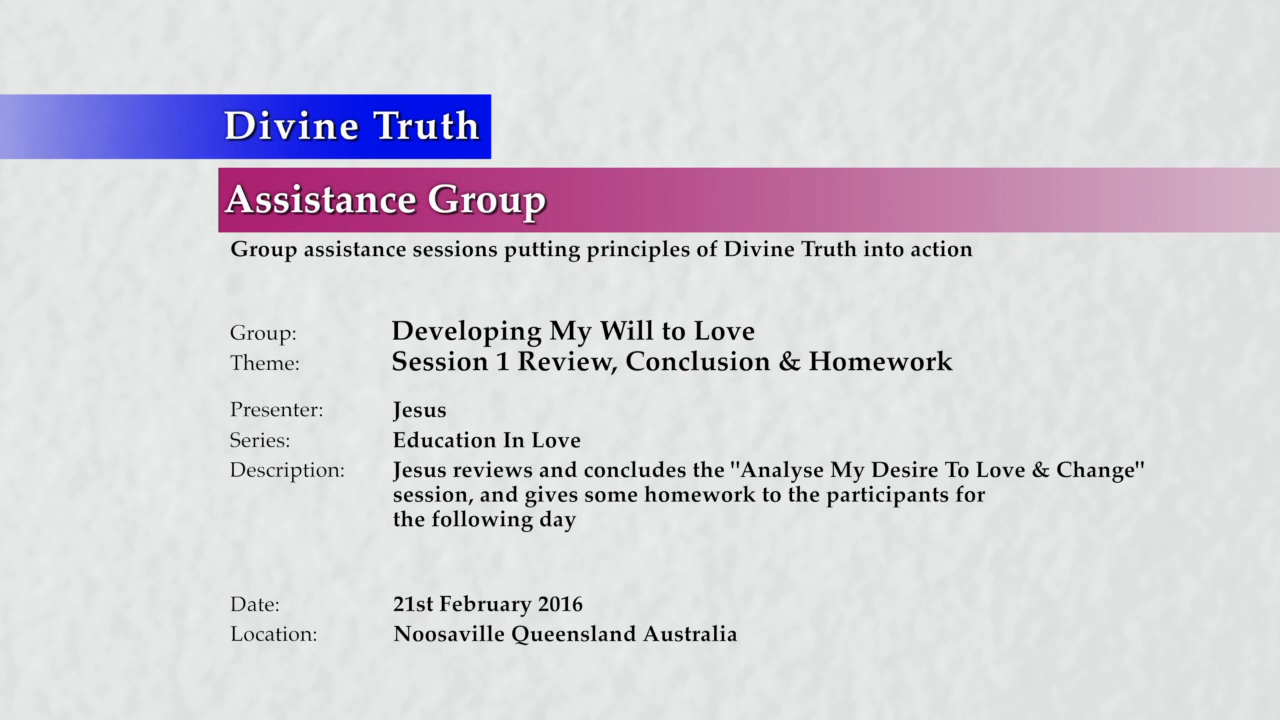 Divine Truth
Assistance Group
Group assistance sessions putting principles of Divine Truth into action
Group: Developing My Will to Love
Theme: Session 1 Review, Conclusion & Homework
Presenter: Jesus
Series: Education In Love
Description: Jesus reviews and concludes the "Analyse My Desire To Love & Change"
session, and gives some homework to the participants for
the following day
Date: 21st February 2016
Location: Noosaville Queensland Australia